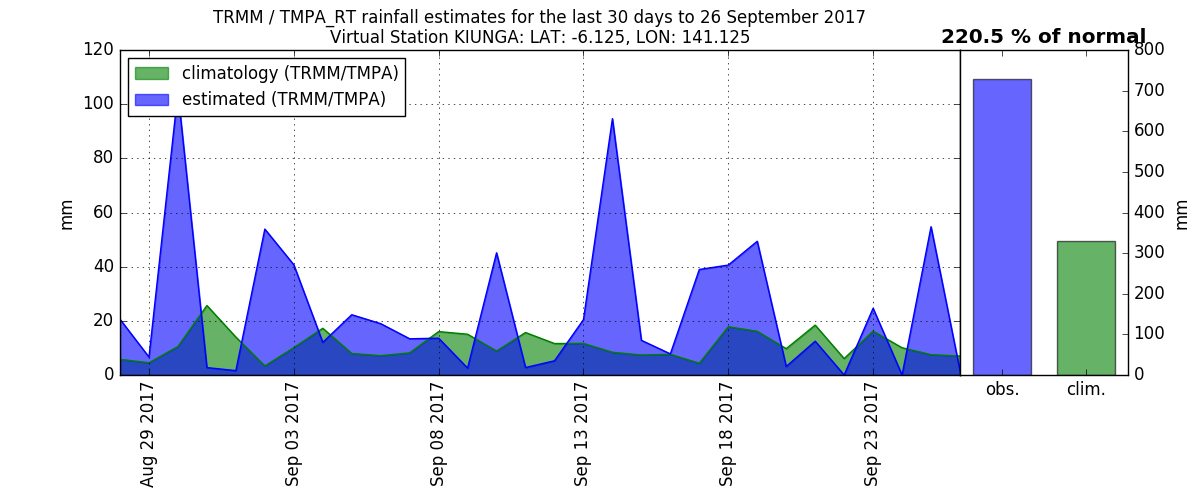 TRMM / TMPA_RT rainfall estimates for the last 30 days to 26 September 2017
Virtual Station KIUNGA: LAT: -6.125, LON: 141.125
220.5 % of normal
climatology (TRMM/TMPA)
estimated (TRMM/TMPA)
120
100
80
60
40
20
0
mm
Aug 29 2017
Sep 03 2017
Sep 08 2017
Sep 13 2017
Sep 18 2017
Sep 23 2017
obs.
clim.
800
700
600
500
400
300
200
100
0
mm